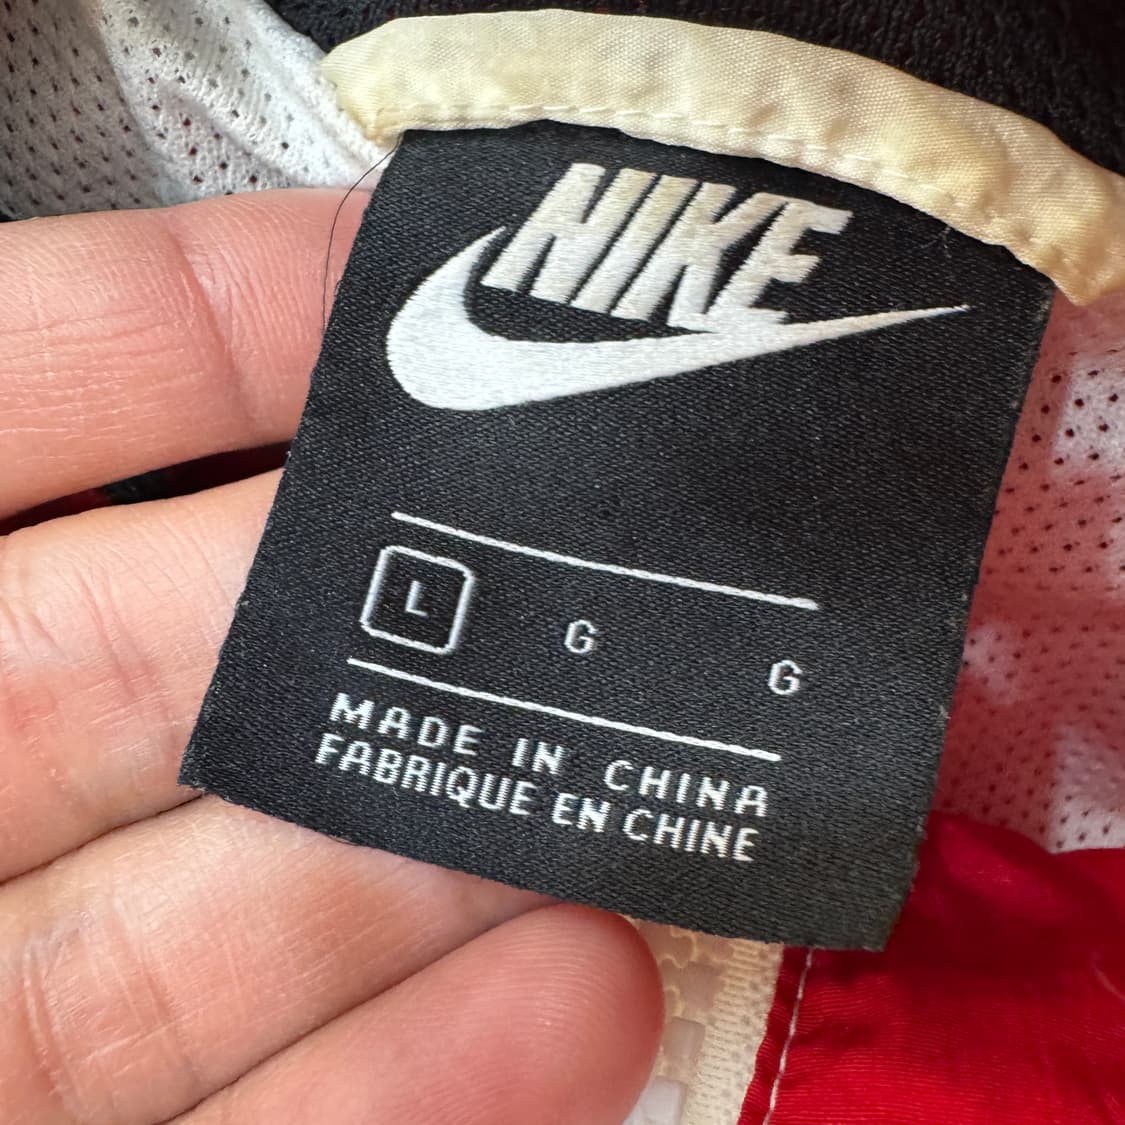 NIKE
L G G
MADE IN CHINA
FABRIQUE EN CHINE